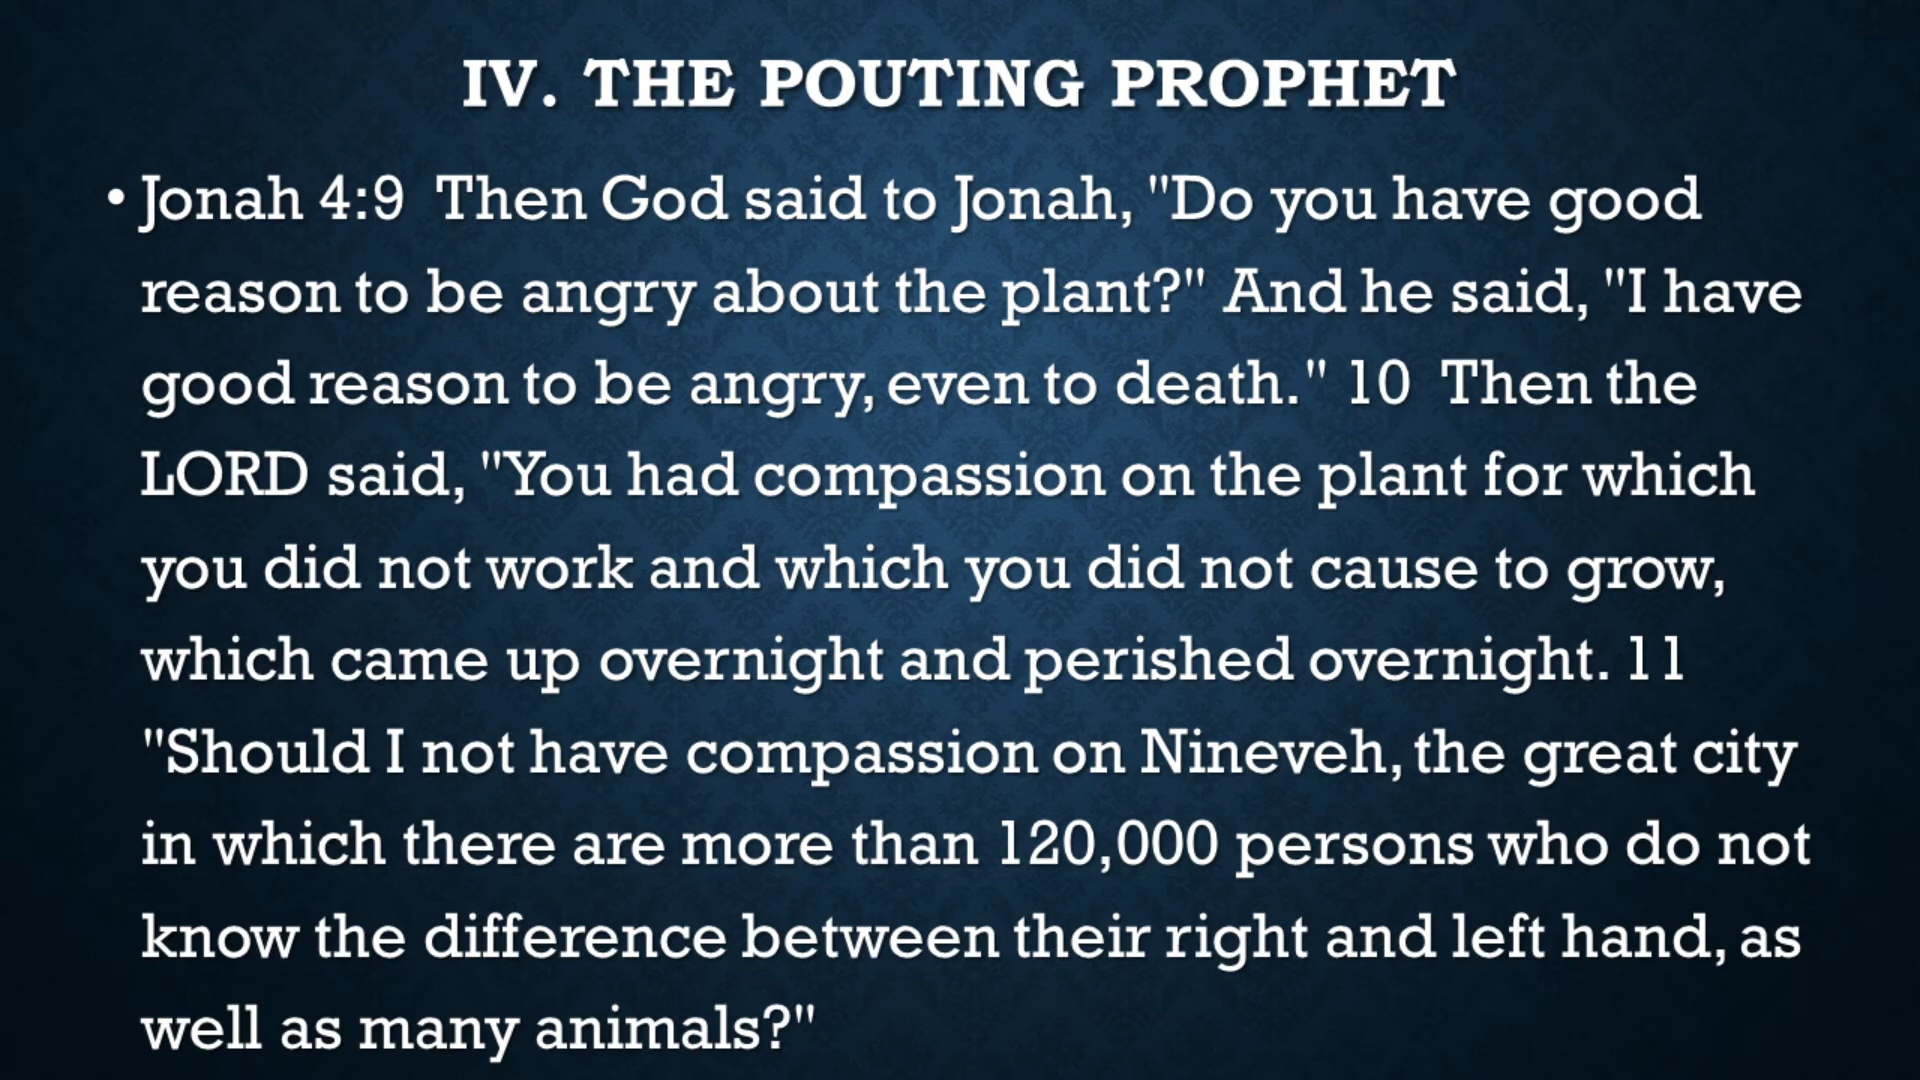 IV. THE POUTING PROPHET
• Jonah 4:9  Then God said to Jonah, "Do you have good
reason to be angry about the plant?" And he said, "I have
good reason to be angry, even to death." 10  Then the
LORD said, "You had compassion on the plant for which
you did not work and which you did not cause to grow,
which came up overnight and perished overnight. 11
"Should I not have compassion on Nineveh, the great city
in which there are more than 120,000 persons who do not
know the difference between their right and left hand, as
well as many animals?"